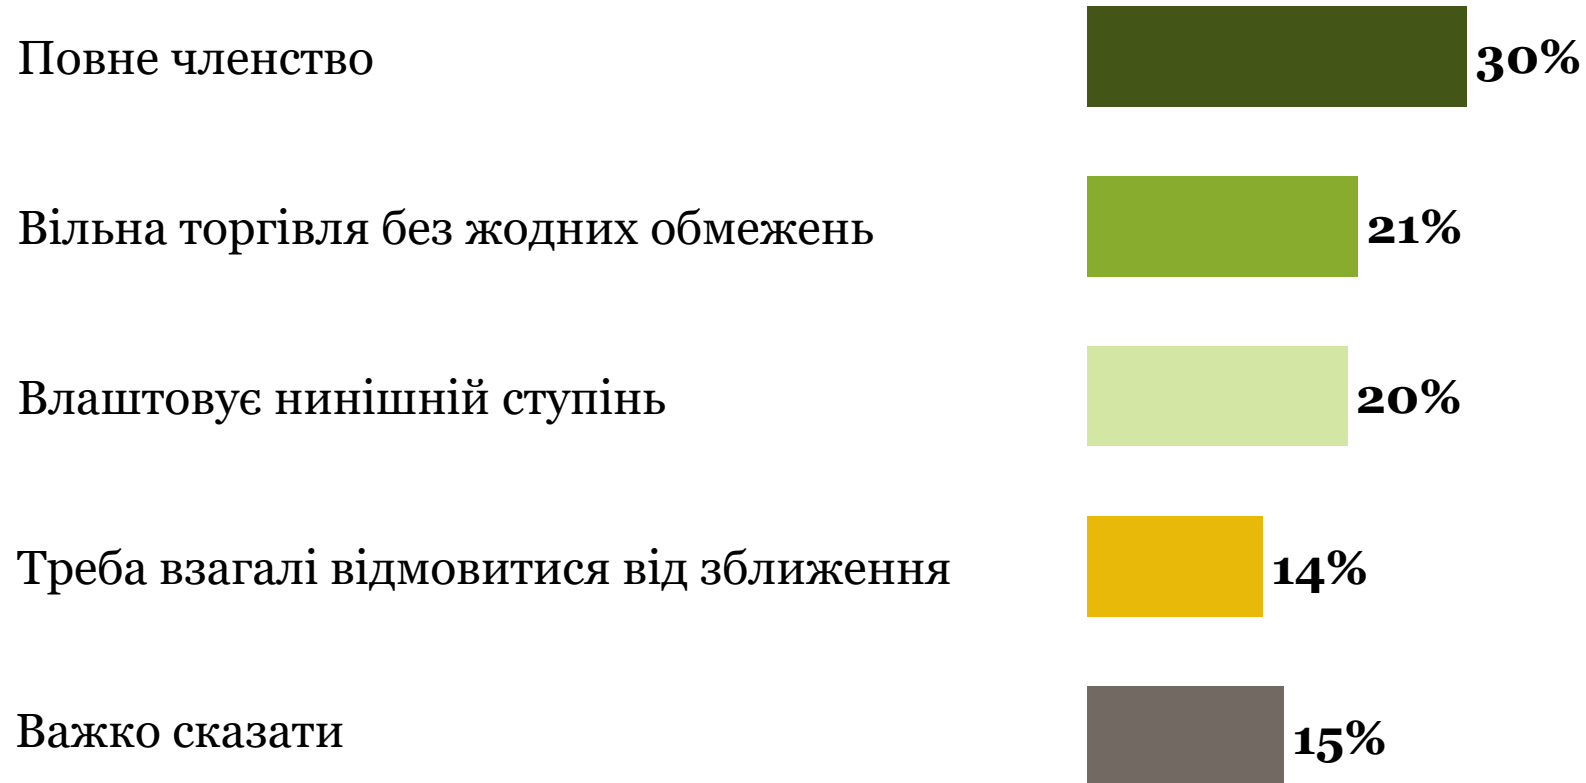 Повне членство 30%
Вільна торгівля без жодних обмежень 21%
Влаштовує нинішній ступінь 20%
Треба взагалі відмовитися від зближення 14%
Важко сказати 15%